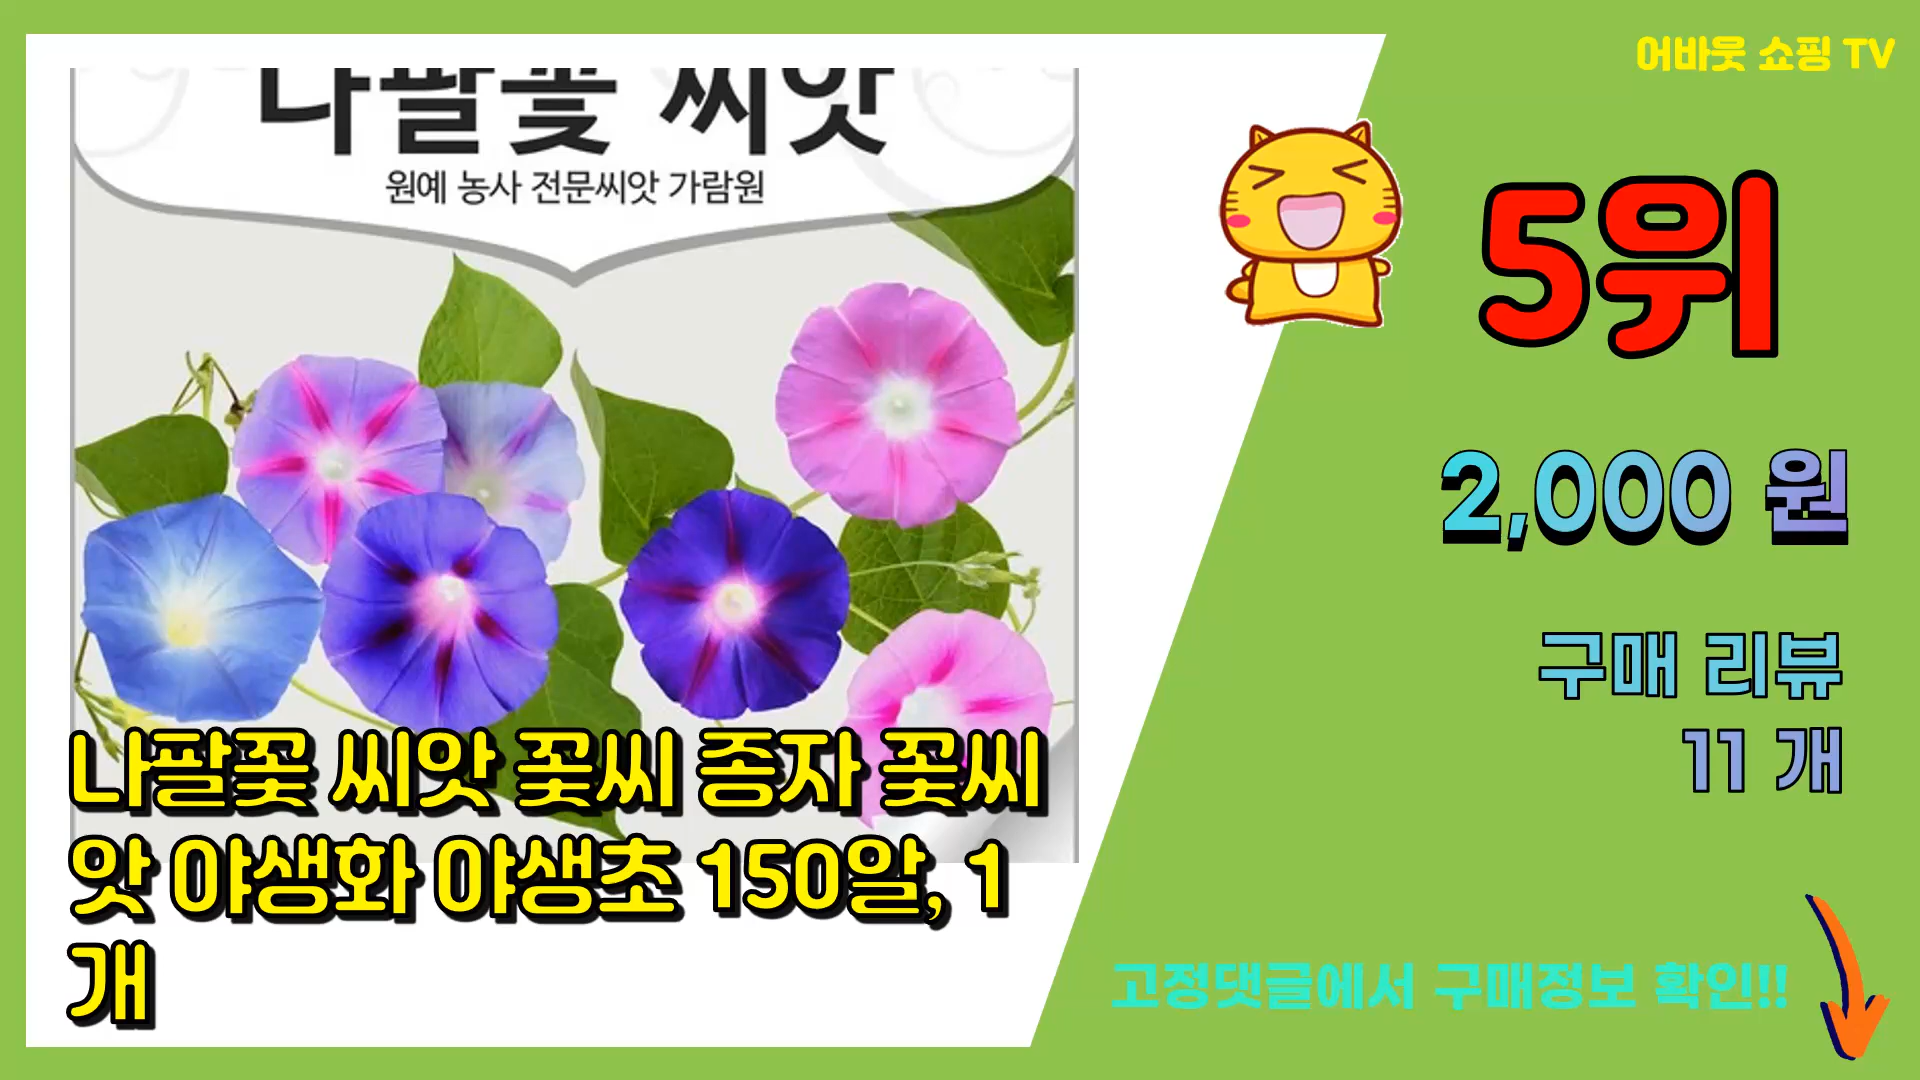 어바웃 쇼핑 TV
나팔꽃 씨앗
원예 농사 전문씨앗 가람원
5위
2,000 원
구매 리뷰
11 개
나팔꽃 씨앗 꽃씨 종자 꽃씨
앗 야생화 야생초 150알, 1
개
고정댓글에서 구매정보 확인!!